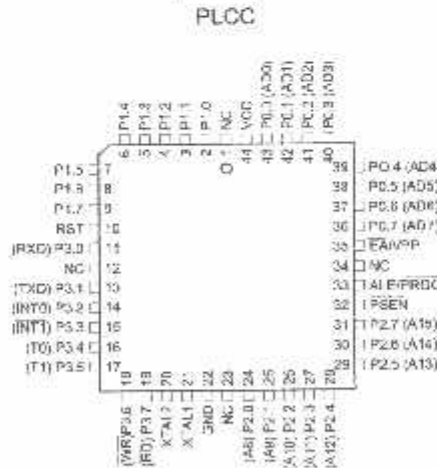 PLCC
P1.4
P1.3
P1.2
P1.1
P1.0
NC
VCC
P0.0 (AD0)
P0.1 (AD1)
P0.2 (AD2)
P0.3 (AD3)
6 5 4 3 2 1 44 43 42 41 40
P1.5 7
P1.6 8
P1.7 9
RST 10
(RXD) P3.0 11
NC 12
(TXD) P3.1 13
(INT0) P3.2 14
(INT1) P3.3 15
(T0) P3.4 16
(T1) P3.5 17
39 P0.4 (AD4
38 P0.5 (AD5)
37 P0.6 (AD6)
36 P0.7 (AD7)
35 EA/VPP
34 NC
33 ALE/PROG
32 PSEN
31 P2.7 (A15)
30 P2.6 (A14)
29 P2.5 (A13)
18 19 20 21 22 23 24 25 26 27 28
(WR) P3.6
(RD) P3.7
XTAL2
XTAL1
GND
NC
(A8) P2.0
(A9) P2.1
(A10) P2.2
(A11) P2.3
(A12) P2.4